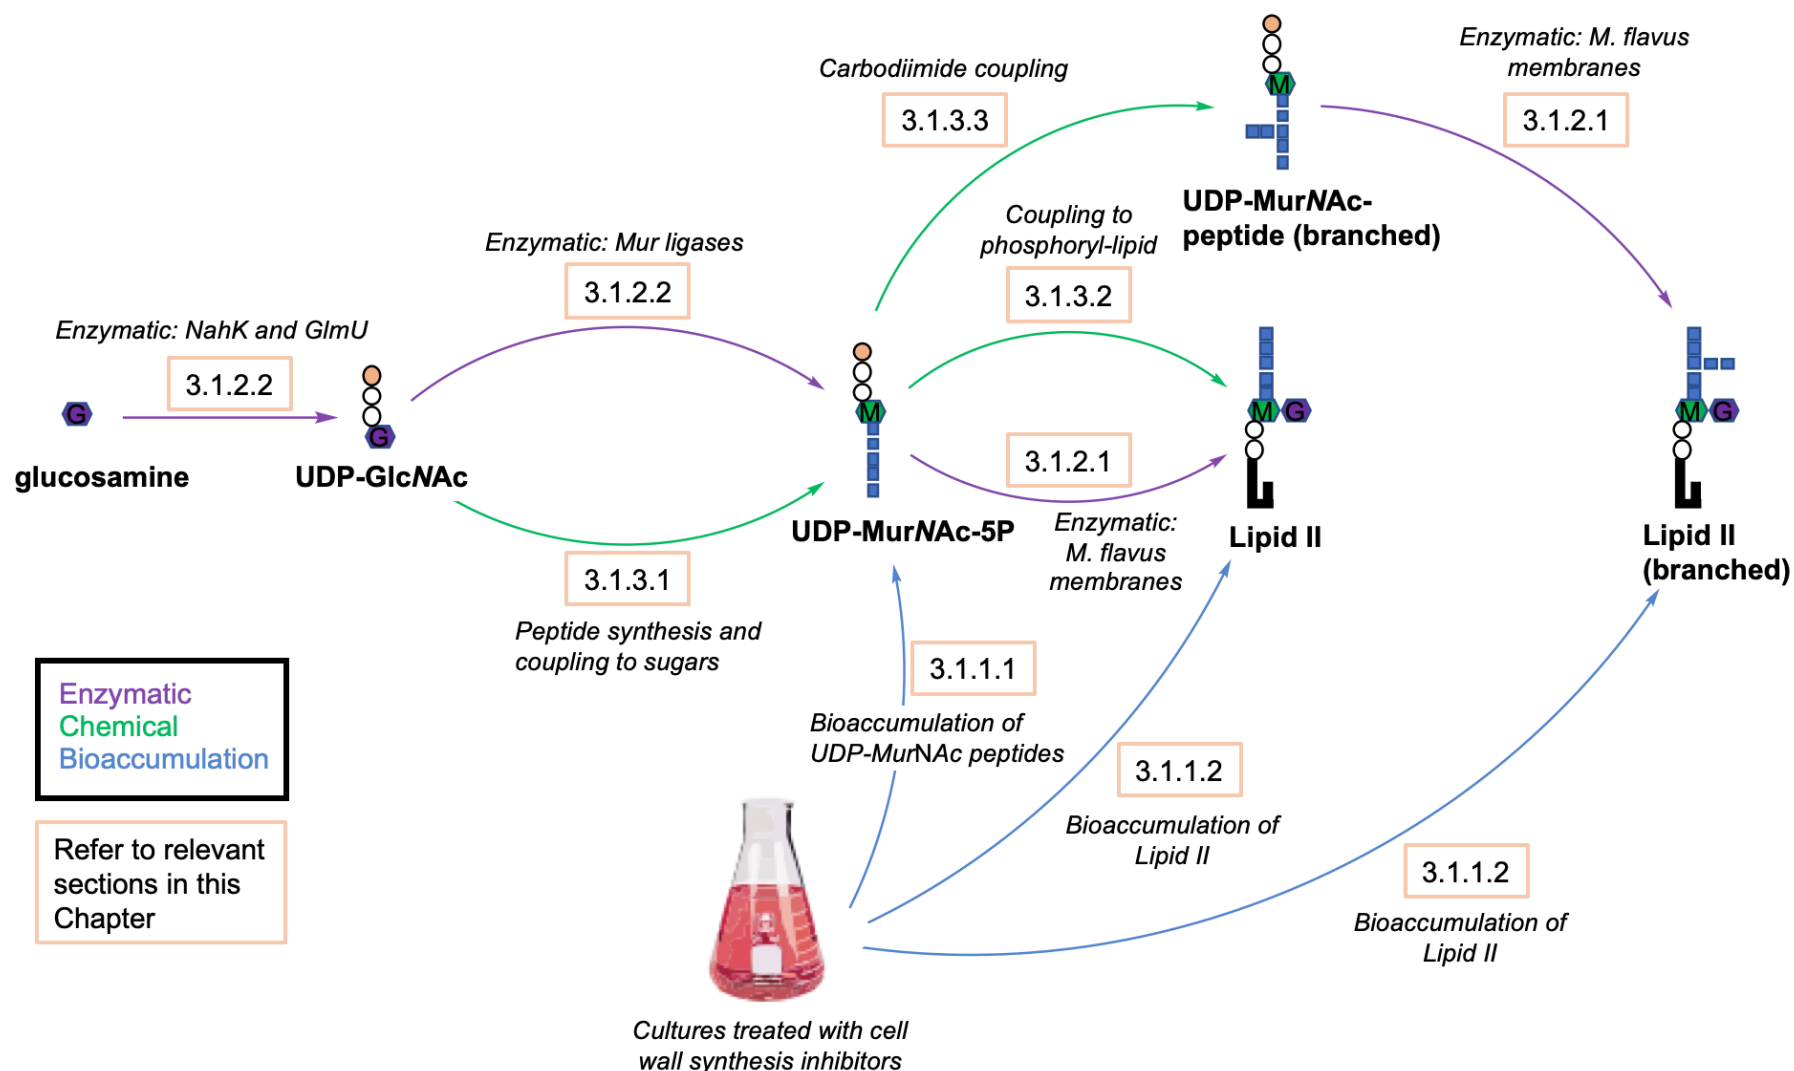 Carbodiimide coupling
3.1.3.3
M
UDP-MurNAc-
peptide (branched)
Enzymatic: M. flavus
membranes
3.1.2.1
Enzymatic: NahK and GlmU
3.1.2.2
G
glucosamine
G
UDP-GlcNAc
Enzymatic: Mur ligases
3.1.2.2
3.1.3.1
Peptide synthesis and
coupling to sugars
M
UDP-MurNAc-5P
Coupling to
phosphoryl-lipid
3.1.3.2
3.1.2.1
Enzymatic:
M. flavus
membranes
M G
Lipid II
M G
Lipid II
(branched)
3.1.1.1
Bioaccumulation of
UDP-MurNAc peptides
3.1.1.2
Bioaccumulation of
Lipid II
3.1.1.2
Bioaccumulation of
Lipid II
Enzymatic
Chemical
Bioaccumulation
Refer to relevant
sections in this
Chapter
Cultures treated with cell
wall synthesis inhibitors